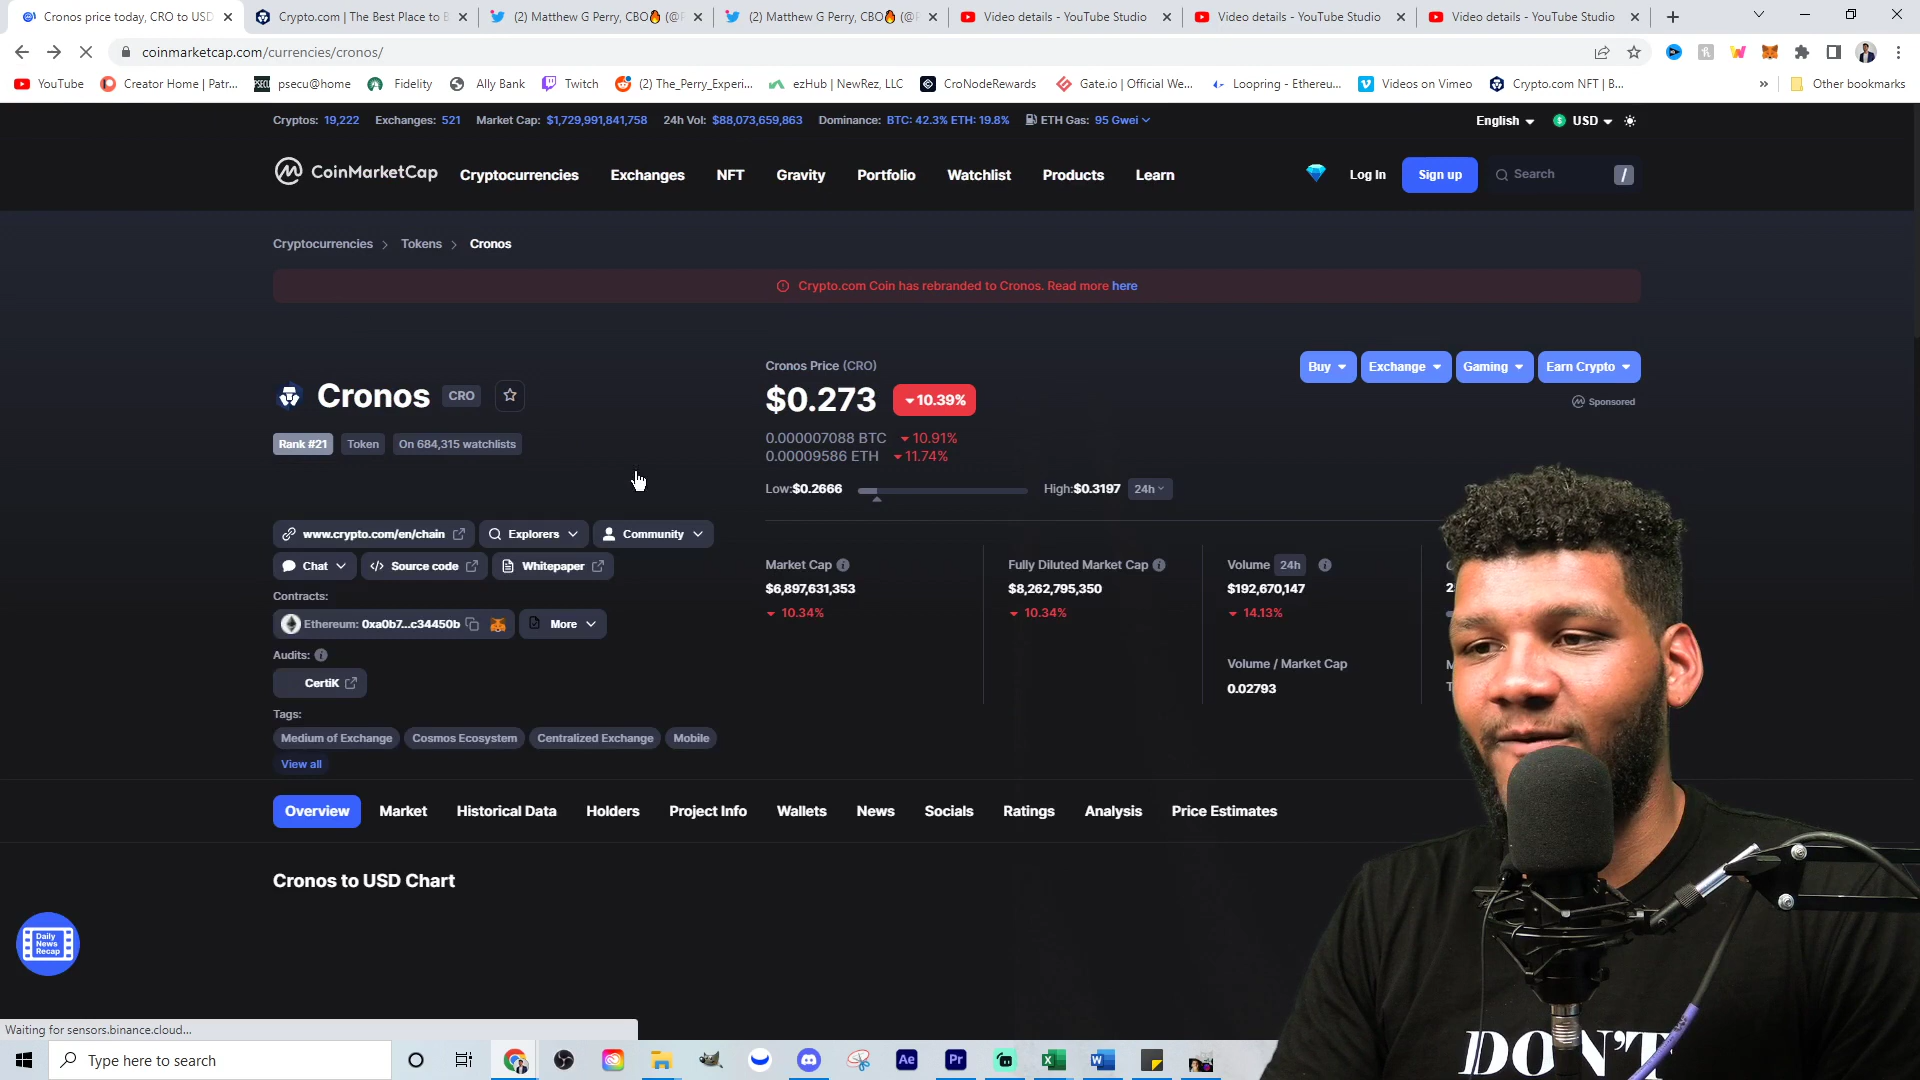 Cronos price today, CRO to USD
Crypto.com | The Best Place to B
(2) Matthew G Perry, CBO🔥 (@P
(2) Matthew G Perry, CBO🔥 (@P
Video details - YouTube Studio
Video details - YouTube Studio
Video details - YouTube Studio
coinmarketcap.com/currencies/cronos/
YouTube
Creator Home | Patr...
psecu@home
Fidelity
Ally Bank
Twitch
(2) The_Perry_Experi...
ezHub | NewRez, LLC
CroNodeRewards
Gate.io | Official We...
Loopring - Ethereu...
Videos on Vimeo
Crypto.com NFT | B...
Other bookmarks
Cryptos: 19,222 Exchanges: 521 Market Cap: $1,729,991,841,758 24h Vol: $88,073,659,863 Dominance: BTC: 42.3% ETH: 19.8% ETH Gas: 95 Gwei
English USD
CoinMarketCap Cryptocurrencies Exchanges NFT Gravity Portfolio Watchlist Products Learn
Log In Sign up Search /
Cryptocurrencies > Tokens > Cronos
Crypto.com Coin has rebranded to Cronos. Read more here
Cronos CRO
Rank #21 Token On 684,315 watchlists
Cronos Price (CRO)
$0.273 10.39%
0.000007088 BTC 10.91%
0.00009586 ETH 11.74%
Low:$0.2666 High:$0.3197 24h
Buy Exchange Gaming Earn Crypto
Sponsored
www.crypto.com/en/chain Explorers Community
Chat Source code Whitepaper
Contracts:
Ethereum: 0xa0b7...c34450b More
Audits:
CertiK
Tags:
Medium of Exchange Cosmos Ecosystem Centralized Exchange Mobile
View all
Market Cap
$6,897,631,353
10.34%
Fully Diluted Market Cap
$8,262,795,350
10.34%
Volume 24h
$192,670,147
14.13%
Volume / Market Cap
0.02793
Overview Market Historical Data Holders Project Info Wallets News Socials Ratings Analysis Price Estimates
Cronos to USD Chart
Daily
News
Recap
Waiting for sensors.binance.cloud...
Type here to search
Ae
Pr
DON'T